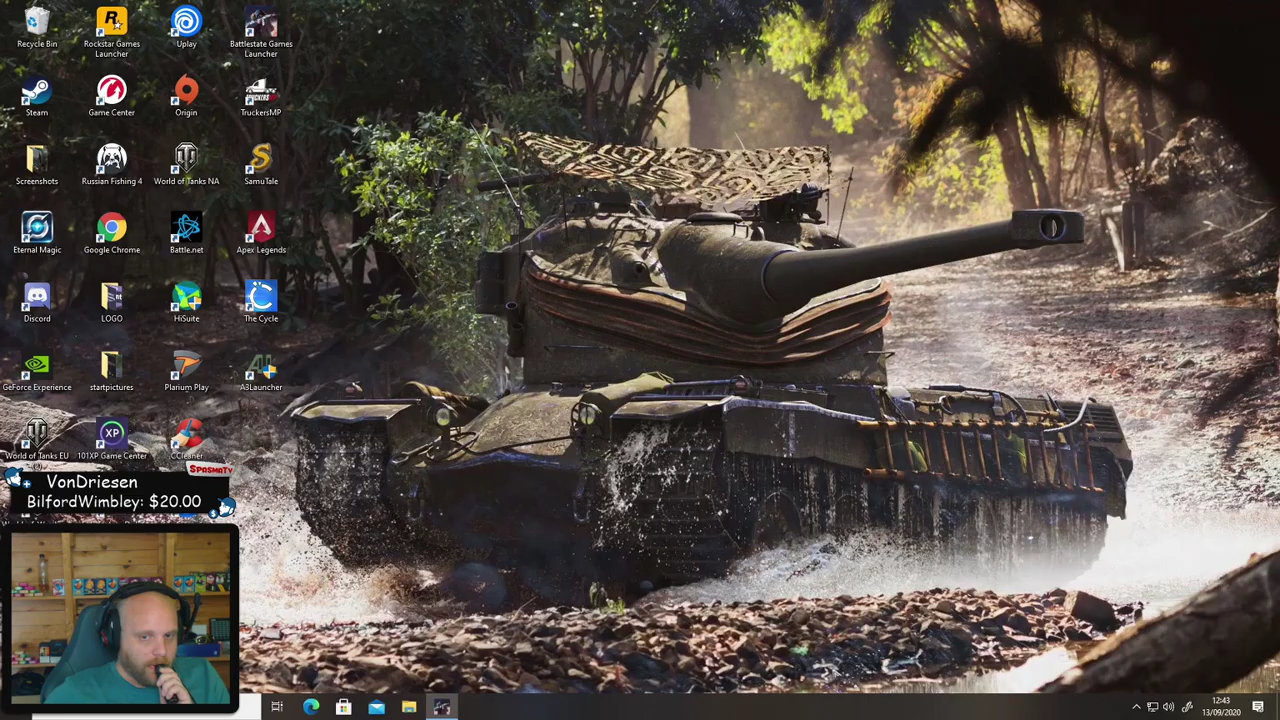 Recycle Bin
Rockstar Games
Launcher
Uplay
Battlestate Games
Launcher
Steam
Game Center
Origin
TruckersMP
Screenshots
Russian Fishing 4
World of Tanks NA
SamuTale
Eternal Magic
Google Chrome
Battle.net
Apex Legends
Discord
LOGO
HiSuite
The Cycle
GeForce Experience
startpictures
Plarium Play
A3Launcher
World of Tanks EU
XP
101XP Game Center
CCleaner
SpasmaTv
VonDriesen
BilfordWimbley: $20.00
12:43
13/09/2020